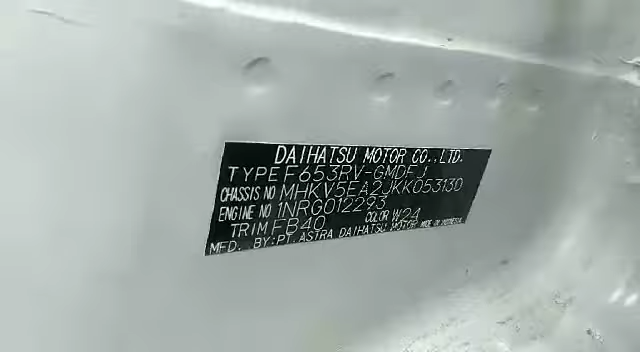 DAIHATSU MOTOR CO.,LTD.
TYPE F653RV-GMDFJ
CHASSIS NO MHKV5EA2JKK053130
ENGINE NO 1NRG012293
TRIM FB40 COLOR W24
MFD. BY:PT. ASTRA DAIHATSU MOTOR MADE IN INDONESIA